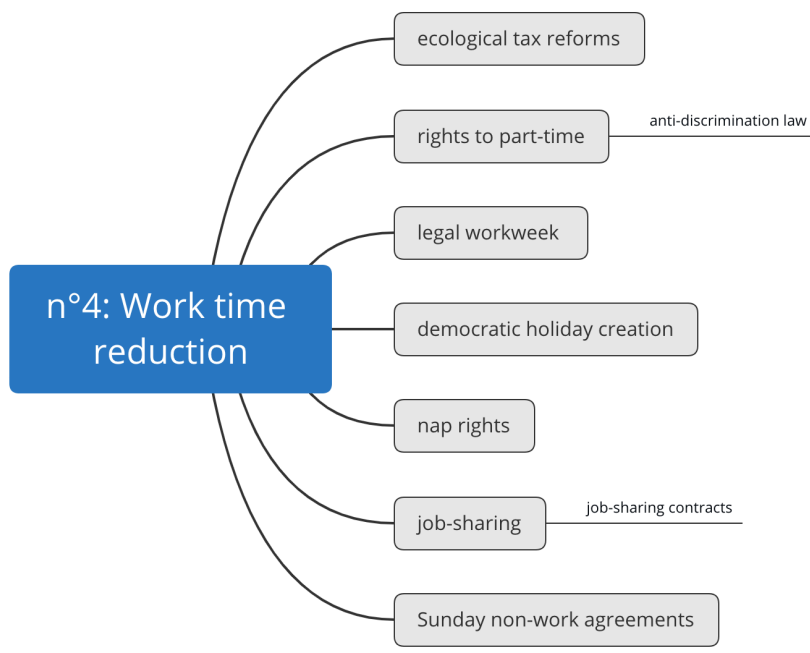 ecological tax reforms
rights to part-time
anti-discrimination law
legal workweek
n°4: Work time
reduction
democratic holiday creation
nap rights
job-sharing
job-sharing contracts
Sunday non-work agreements